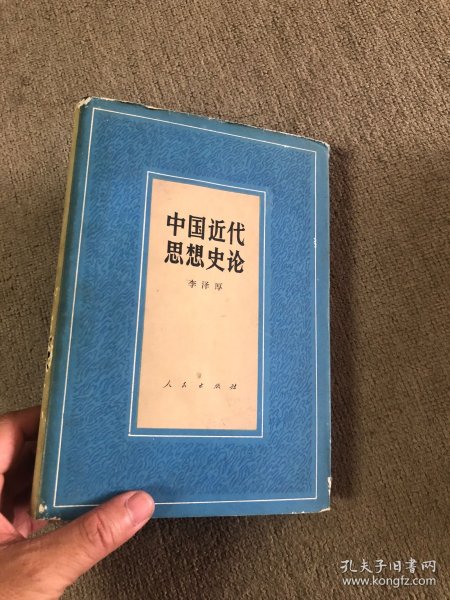 中国近代
思想史论
李泽厚
人民出版社
孔夫子旧书网
www.kongfz.com